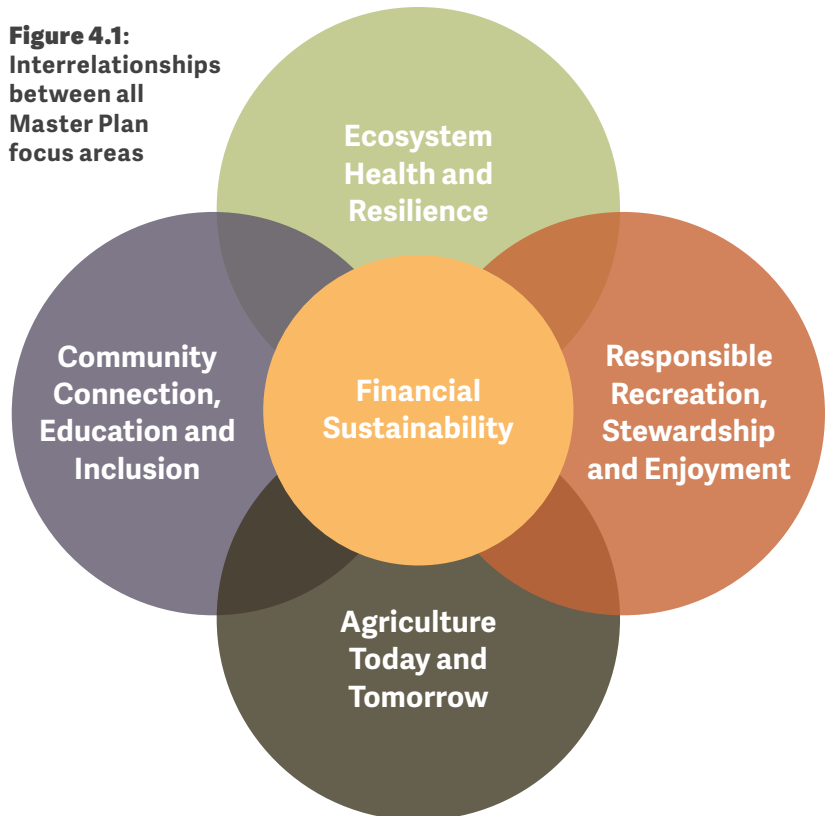 Figure 4.1:
Interrelationships
between all
Master Plan
focus areas
Ecosystem
Health and
Resilience
Community
Connection,
Education and
Inclusion
Financial
Sustainability
Responsible
Recreation,
Stewardship
and Enjoyment
Agriculture
Today and
Tomorrow